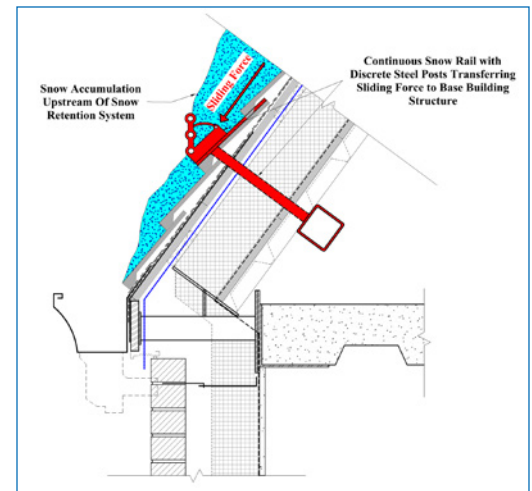 Snow Accumulation
Upstream Of Snow
Retention System
Sliding Force
Continuous Snow Rail with
Discrete Steel Posts Transferring
Sliding Force to Base Building
Structure